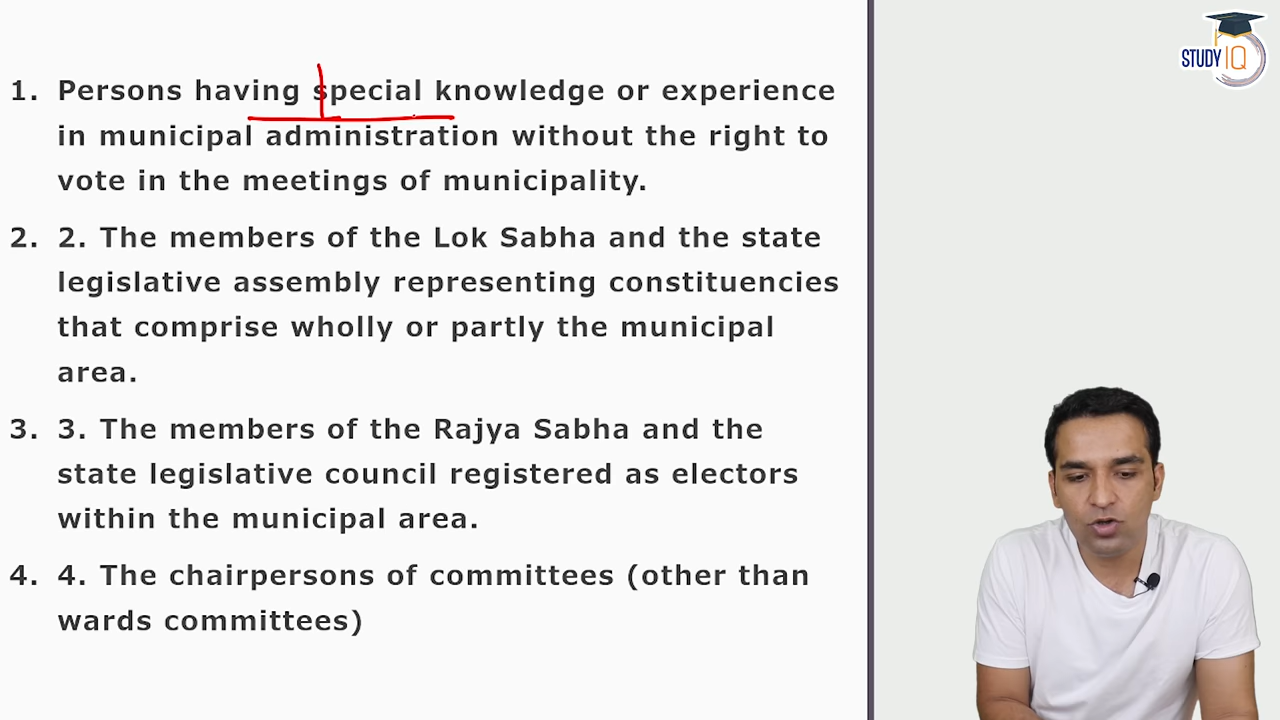 STUDY IQ
1. Persons having special knowledge or experience
in municipal administration without the right to
vote in the meetings of municipality.
2. 2. The members of the Lok Sabha and the state
legislative assembly representing constituencies
that comprise wholly or partly the municipal
area.
3. 3. The members of the Rajya Sabha and the
state legislative council registered as electors
within the municipal area.
4. 4. The chairpersons of committees (other than
wards committees)